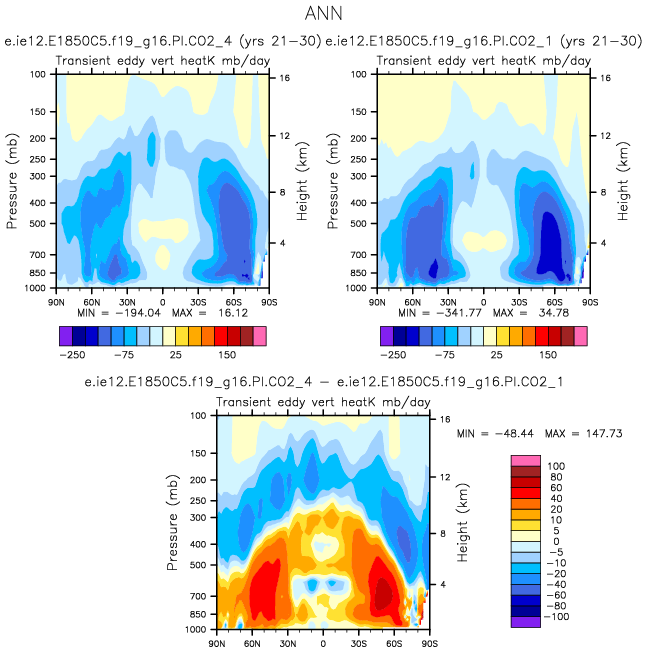 ANN
e.ie12.E1850C5.f19_g16.PI.CO2_4 (yrs 21-30) e.ie12.E1850C5.f19_g16.PI.CO2_1 (yrs 21-30)
Transient eddy vert heatK mb/day
Transient eddy vert heatK mb/day
Pressure (mb)
100
150
200
250
300
400
500
700
850
1000
16
12
8
4
Height (km)
90N 60N 30N 0 30S 60S 90S
MIN = -194.04 MAX = 16.12
-250 -75 25 150
Pressure (mb)
100
150
200
250
300
400
500
700
850
1000
16
12
8
4
Height (km)
90N 60N 30N 0 30S 60S 90S
MIN = -341.77 MAX = 34.78
-250 -75 25 150
e.ie12.E1850C5.f19_g16.PI.CO2_4 - e.ie12.E1850C5.f19_g16.PI.CO2_1
Transient eddy vert heatK mb/day
Pressure (mb)
100
150
200
250
300
400
500
700
850
1000
16
12
8
4
Height (km)
90N 60N 30N 0 30S 60S 90S
MIN = -48.44 MAX = 147.73
100
80
60
40
20
10
5
0
-5
-10
-20
-40
-60
-80
-100